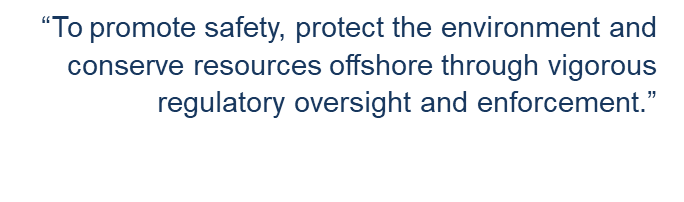 “To promote safety, protect the environment and
conserve resources offshore through vigorous
regulatory oversight and enforcement.”